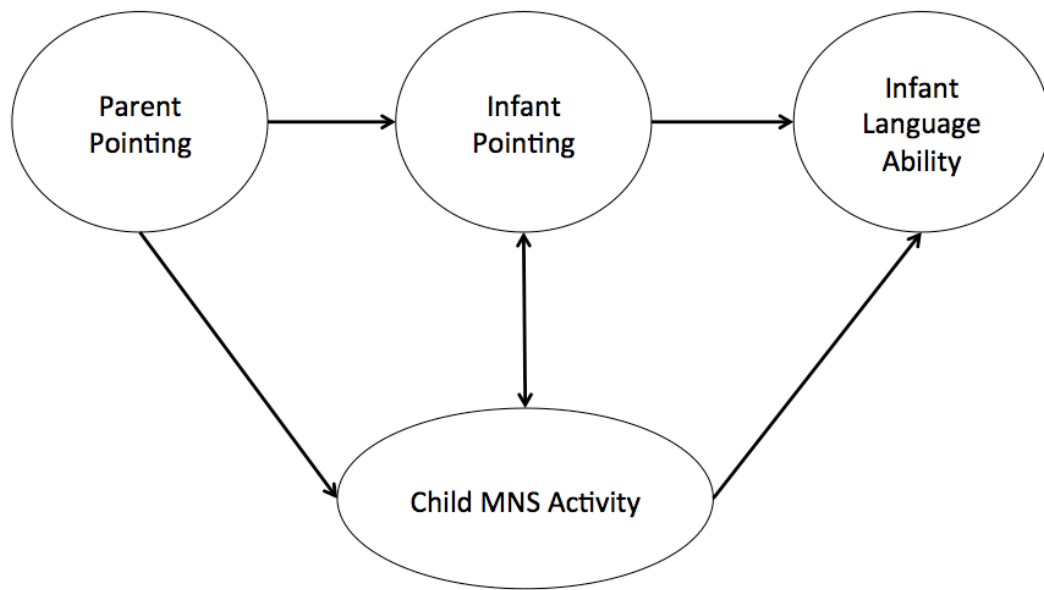 Parent
Pointing
Infant
Pointing
Infant
Language
Ability
Child MNS Activity